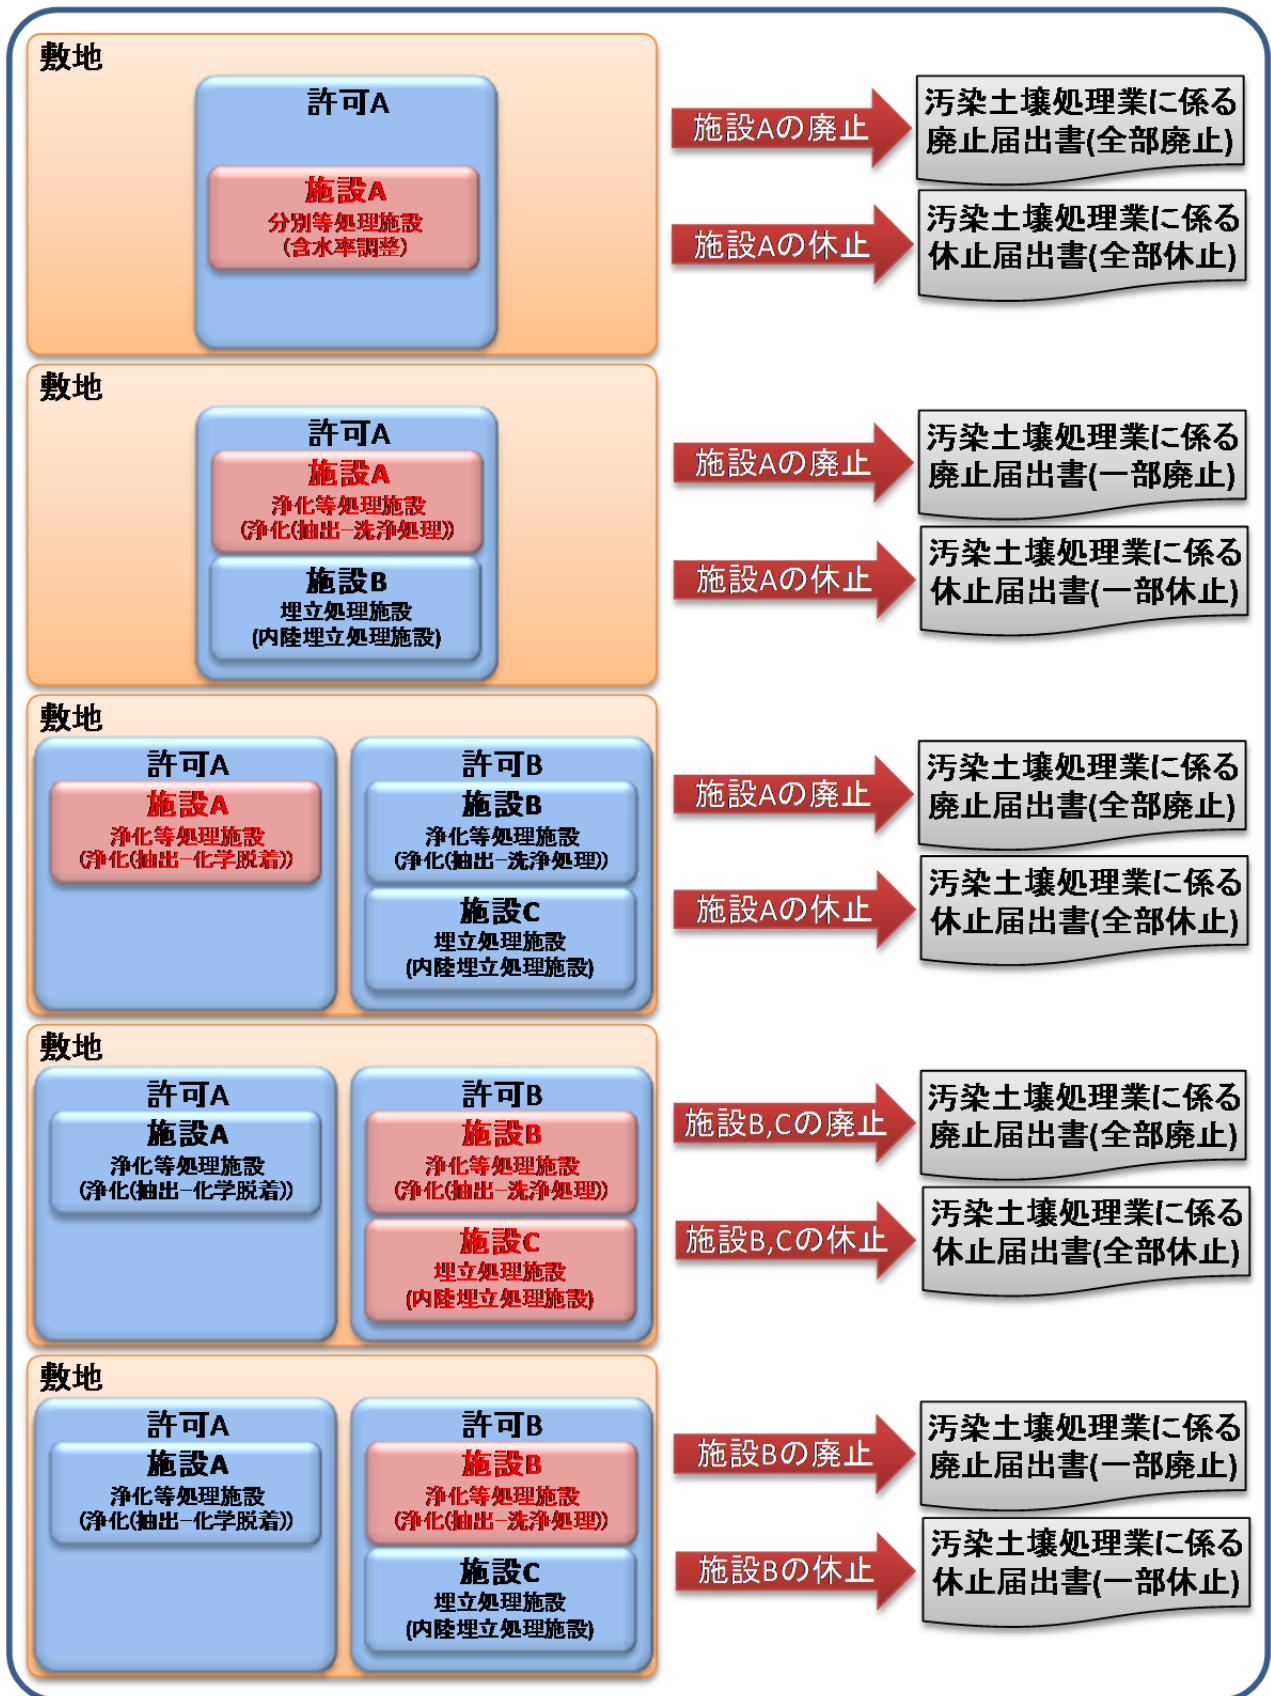 敷地
許可A
施設A
分別等処理施設
(含水率調整)
施設Aの廃止
汚染土壌処理業に係る
廃止届出書(全部廃止)
施設Aの休止
汚染土壌処理業に係る
休止届出書(全部休止)
敷地
許可A
施設A
浄化等処理施設
(浄化(抽出-洗浄処理))
施設B
埋立処理施設
(内陸埋立処理施設)
施設Aの廃止
汚染土壌処理業に係る
廃止届出書(一部廃止)
施設Aの休止
汚染土壌処理業に係る
休止届出書(一部休止)
敷地
許可A
施設A
浄化等処理施設
(浄化(抽出-化学脱着))
許可B
施設B
浄化等処理施設
(浄化(抽出-洗浄処理))
施設C
埋立処理施設
(内陸埋立処理施設)
施設Aの廃止
汚染土壌処理業に係る
廃止届出書(全部廃止)
施設Aの休止
汚染土壌処理業に係る
休止届出書(全部休止)
敷地
許可A
施設A
浄化等処理施設
(浄化(抽出-化学脱着))
許可B
施設B
浄化等処理施設
(浄化(抽出-洗浄処理))
施設C
埋立処理施設
(内陸埋立処理施設)
施設B,Cの廃止
汚染土壌処理業に係る
廃止届出書(全部廃止)
施設B,Cの休止
汚染土壌処理業に係る
休止届出書(全部休止)
敷地
許可A
施設A
浄化等処理施設
(浄化(抽出-化学脱着))
許可B
施設B
浄化等処理施設
(浄化(抽出-洗浄処理))
施設C
埋立処理施設
(内陸埋立処理施設)
施設Bの廃止
汚染土壌処理業に係る
廃止届出書(一部廃止)
施設Bの休止
汚染土壌処理業に係る
休止届出書(一部休止)